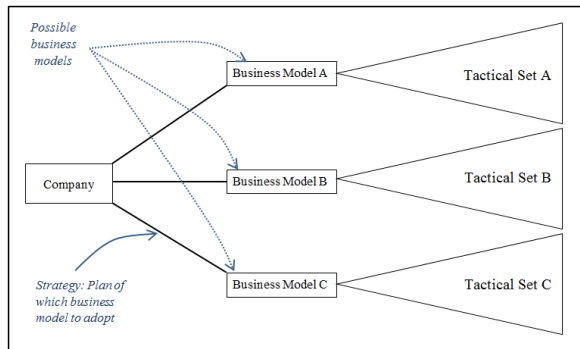 Possible
business
models
Business Model A
Tactical Set A
Company
Business Model B
Tactical Set B
Strategy: Plan of
which business
model to adopt
Business Model C
Tactical Set C